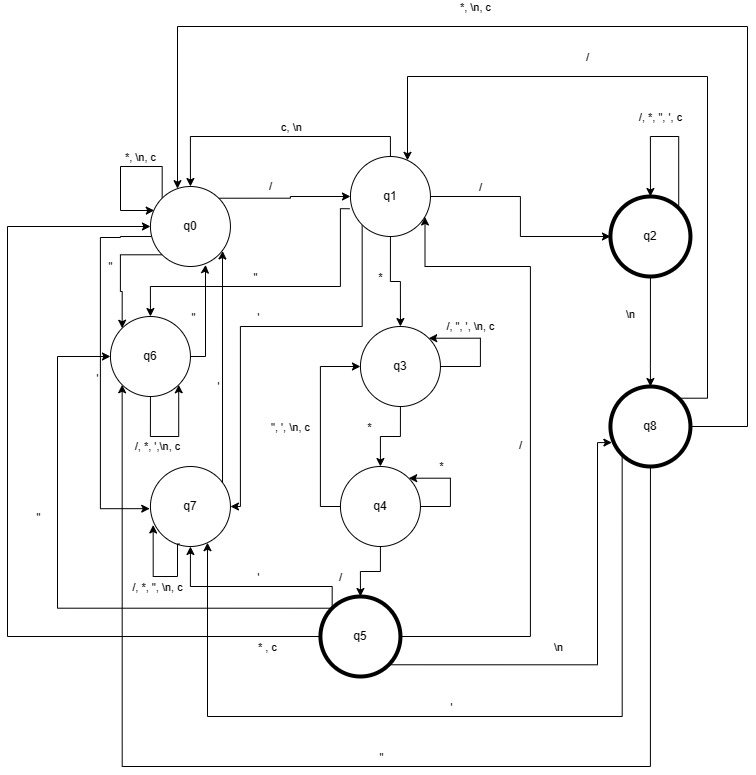 *, \n, c
/
/, *, ", ', c
c, \n
*, \n, c
/
/
q1
q0
q2
"
"
*
"
'
\n
/, ", ', \n, c
q6
q3
'
'
", ', \n, c
*
q8
/, *, ',\n, c
/
*
q7
q4
"
/, *, ", \n, c
'
/
q5
* , c
\n
'
"